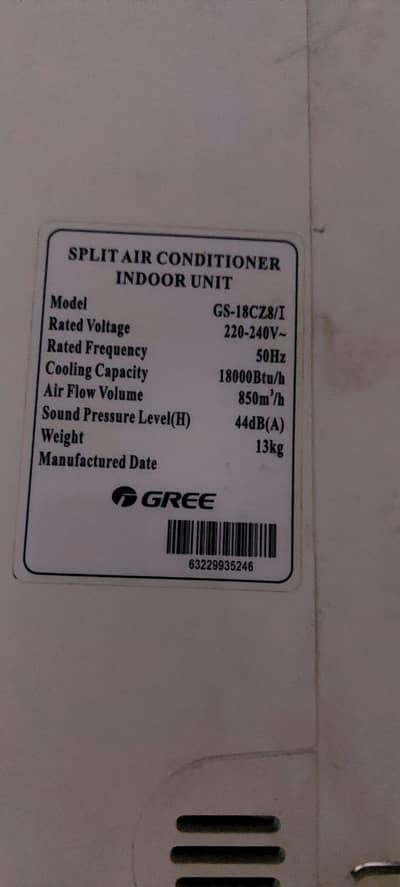 SPLIT AIR CONDITIONER
INDOOR UNIT
Model GS-18CZ8/I
Rated Voltage 220-240V~
Rated Frequency 50Hz
Cooling Capacity 18000Btu/h
Air Flow Volume 850m³/h
Sound Pressure Level(H) 44dB(A)
Weight 13kg
Manufactured Date
GREE
63229935246